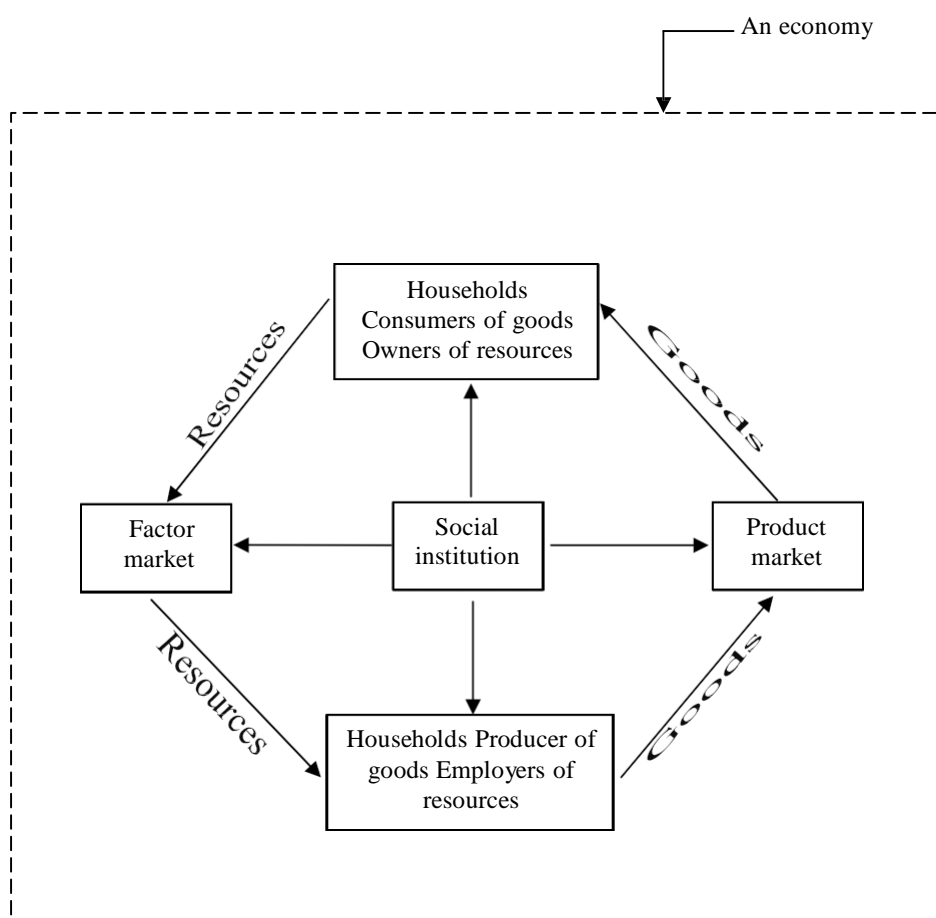 An economy
Households
Consumers of goods
Owners of resources
Resources
Goods
Factor
market
Social
institution
Product
market
Resources
Goods
Households Producer of
goods Employers of
resources